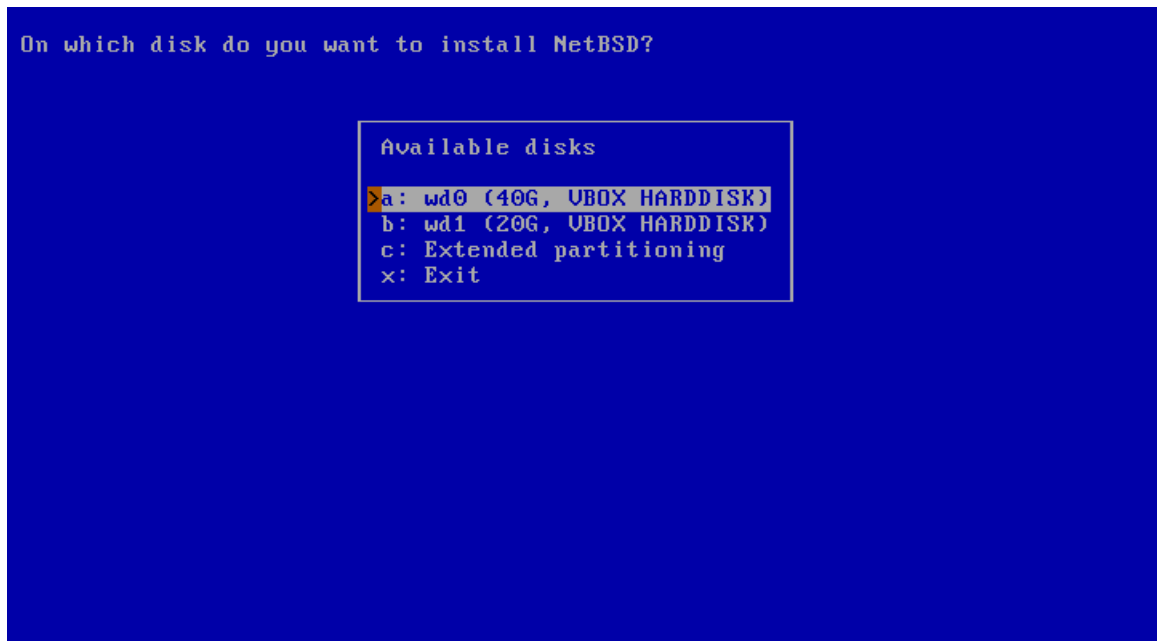 On which disk do you want to install NetBSD?
Available disks
>a: wd0 (40G, VBOX HARDDISK)
b: wd1 (20G, VBOX HARDDISK)
c: Extended partitioning
x: Exit